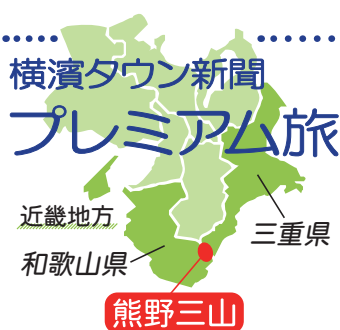 横濱タウン新聞
プレミアム旅
近畿地方
三重県
和歌山県
熊野三山